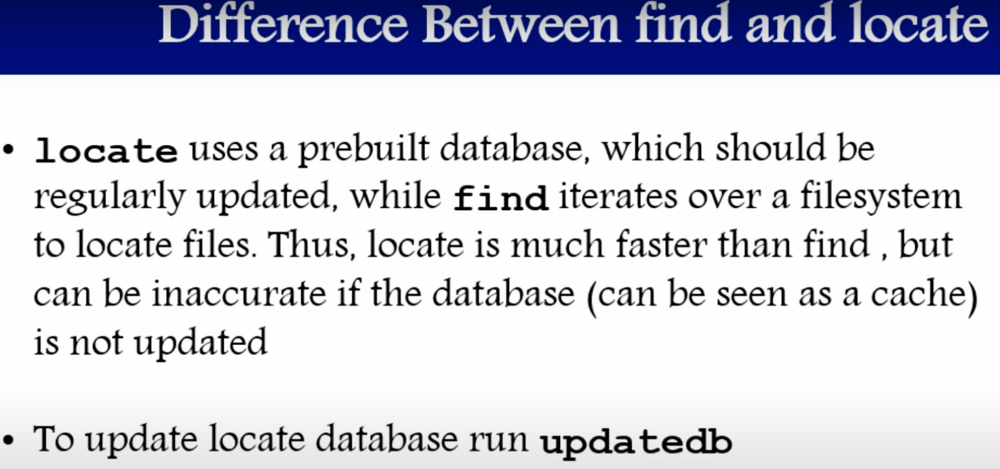 Difference Between find and locate
• locate uses a prebuilt database, which should be
regularly updated, while find iterates over a filesystem
to locate files. Thus, locate is much faster than find , but
can be inaccurate if the database (can be seen as a cache)
is not updated
• To update locate database run updatedb